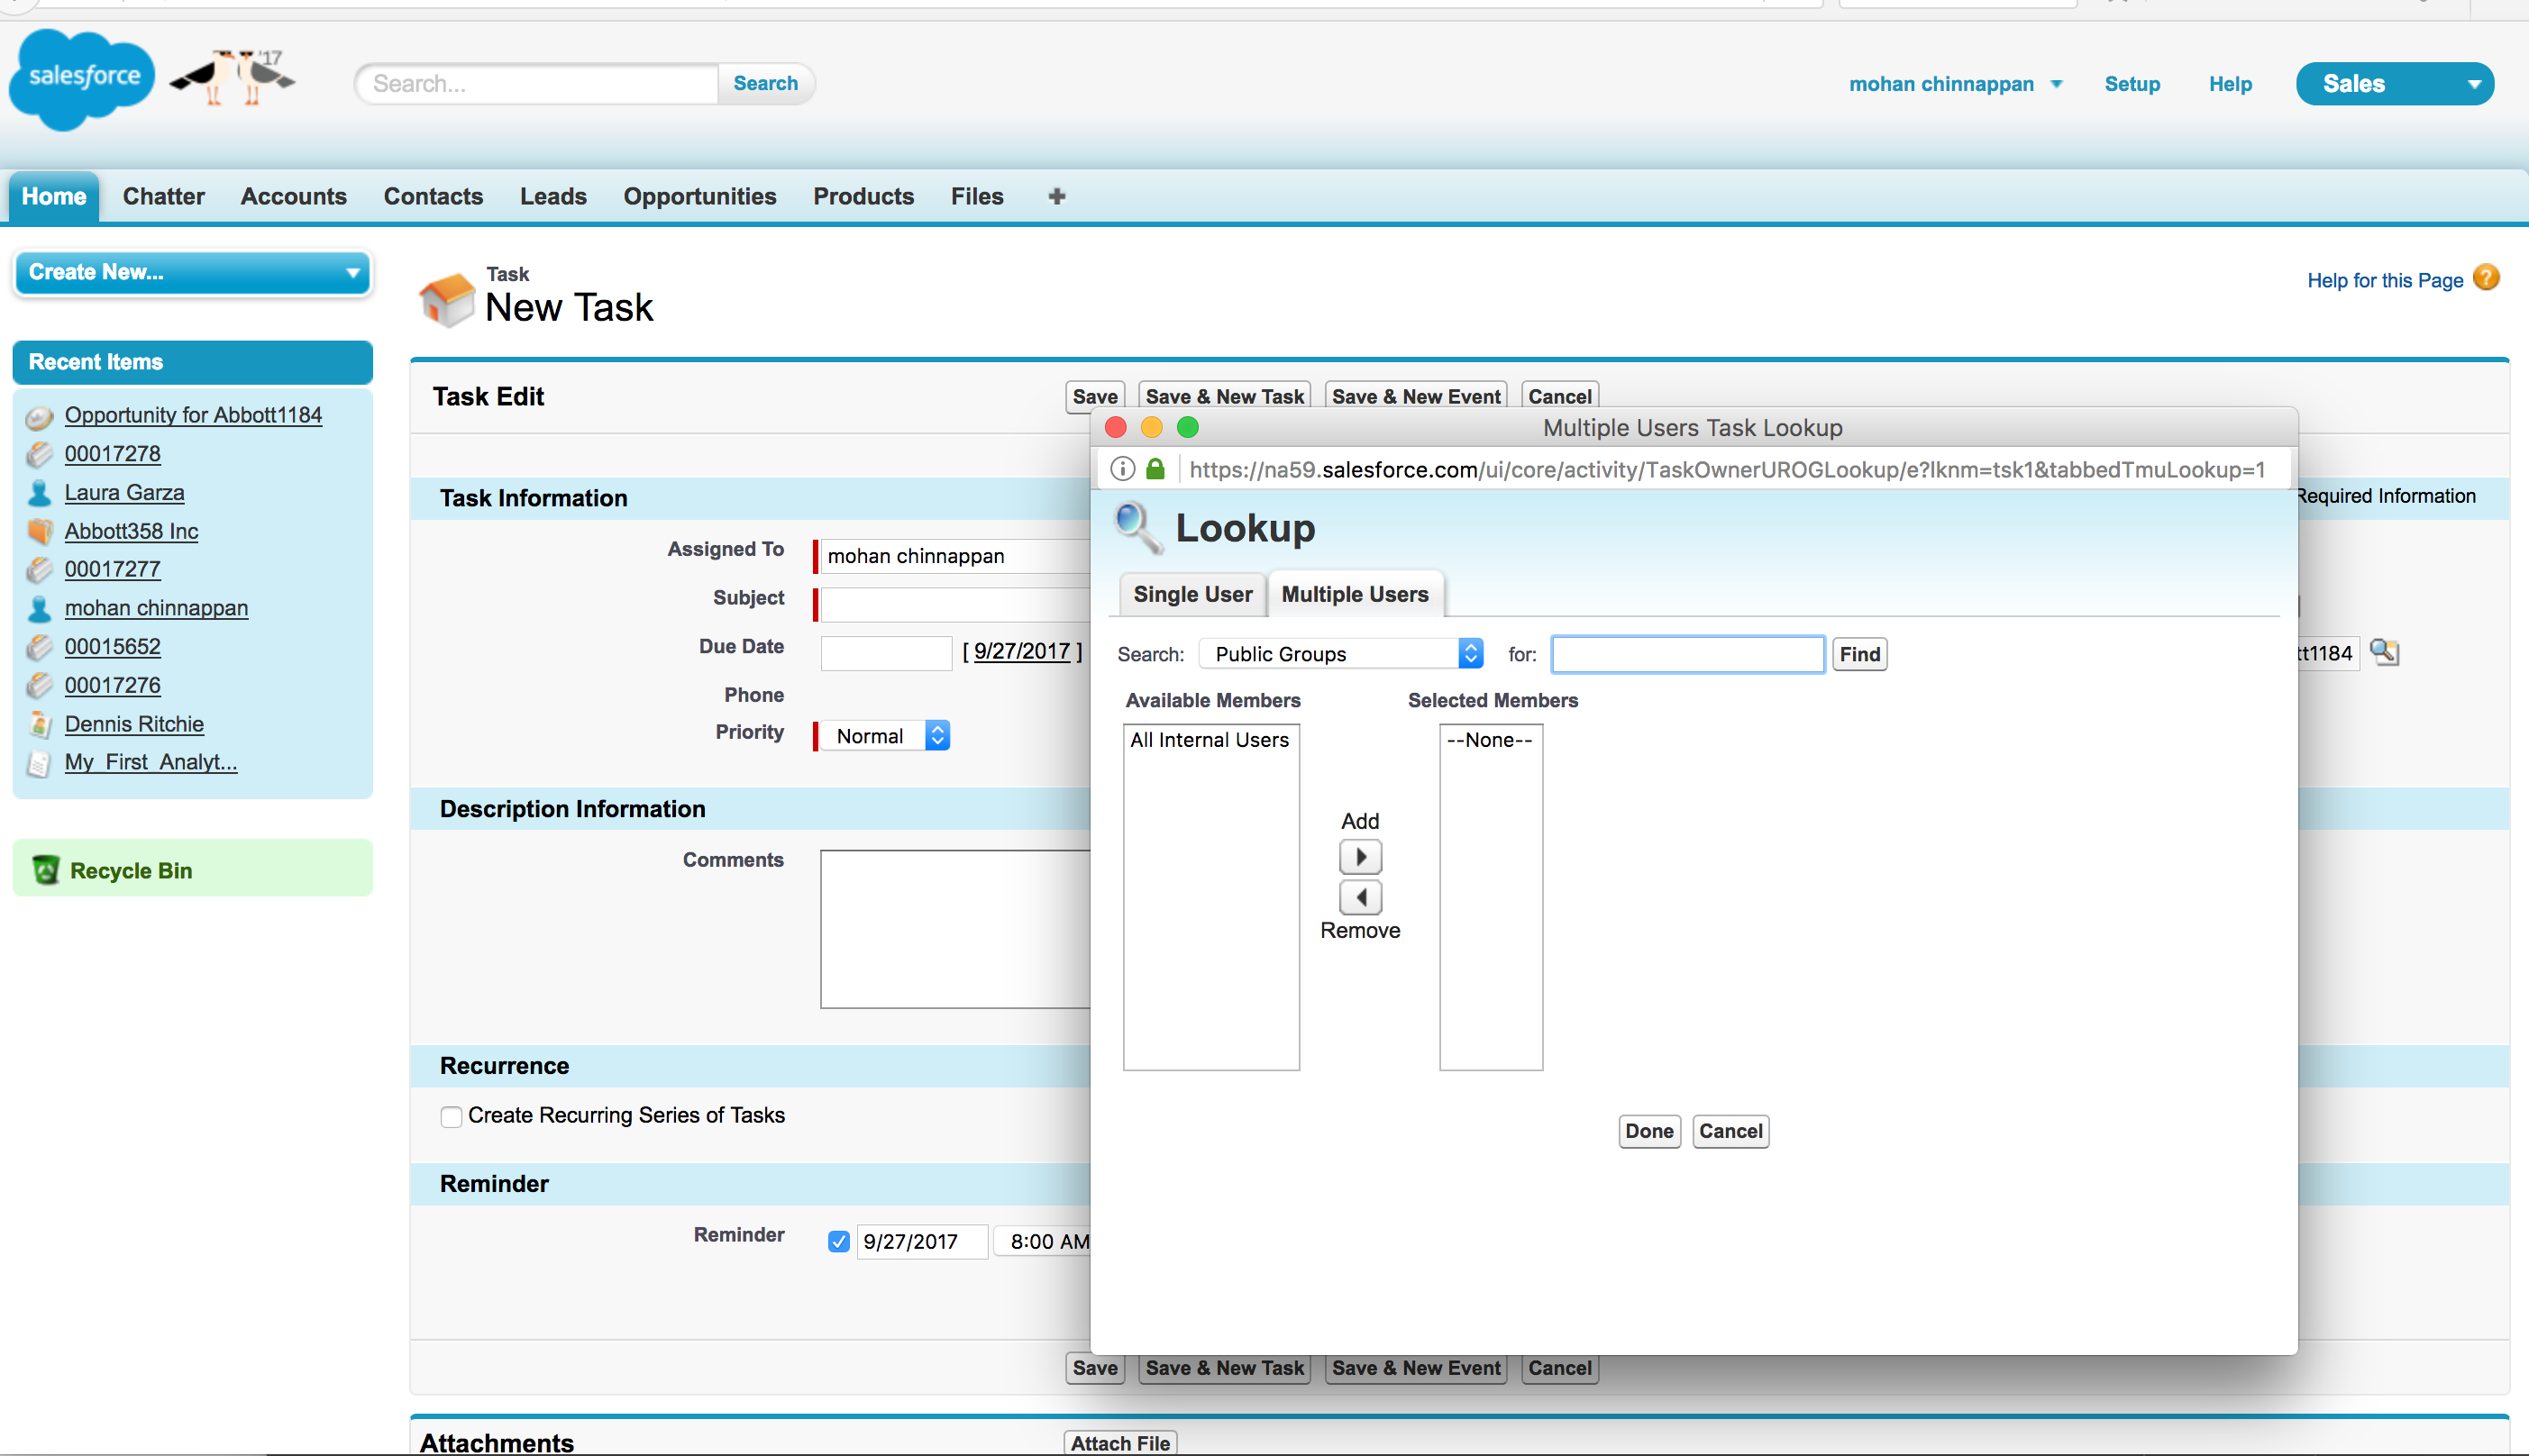 salesforce
'17
Search...
Search
mohan chinnappan
Setup
Help
Sales
Home
Chatter
Accounts
Contacts
Leads
Opportunities
Products
Files
+
Create New...
Recent Items
Opportunity for Abbott1184
00017278
Laura Garza
Abbott358 Inc
00017277
mohan chinnappan
00015652
00017276
Dennis Ritchie
My_First_Analyt...
Recycle Bin
Task
New Task
Help for this Page
?
Task Edit
Save
Save & New Task
Save & New Event
Cancel
Task Information
Required Information
Assigned To
mohan chinnappan
Subject
Due Date
[ 9/27/2017 ]
tt1184
Phone
Priority
Normal
Description Information
Comments
Recurrence
Create Recurring Series of Tasks
Reminder
Reminder
9/27/2017
8:00 AM
Save
Save & New Task
Save & New Event
Cancel
Attachments
Attach File
Multiple Users Task Lookup
https://na59.salesforce.com/ui/core/activity/TaskOwnerUROGLookup/e?lknm=tsk1&tabbedTmuLookup=1
Lookup
Single User
Multiple Users
Search:
Public Groups
for:
Find
Available Members
Selected Members
All Internal Users
--None--
Add
Remove
Done
Cancel